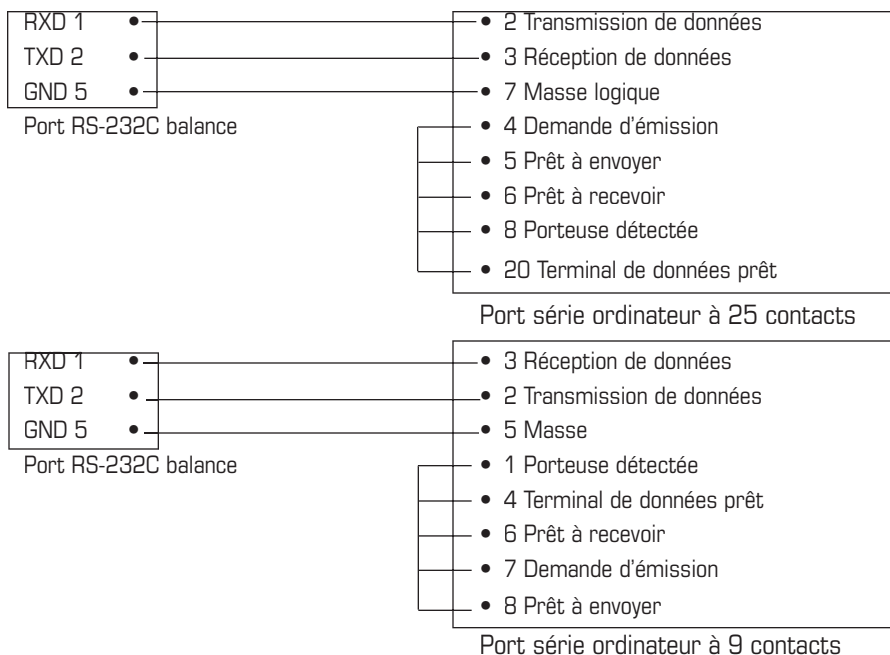 RXD 1
TXD 2
GND 5
Port RS-232C balance
2 Transmission de données
3 Réception de données
7 Masse logique
4 Demande d'émission
5 Prêt à envoyer
6 Prêt à recevoir
8 Porteuse détectée
20 Terminal de données prêt
Port série ordinateur à 25 contacts
RXD 1
TXD 2
GND 5
Port RS-232C balance
3 Réception de données
2 Transmission de données
5 Masse
1 Porteuse détectée
4 Terminal de données prêt
6 Prêt à recevoir
7 Demande d'émission
8 Prêt à envoyer
Port série ordinateur à 9 contacts